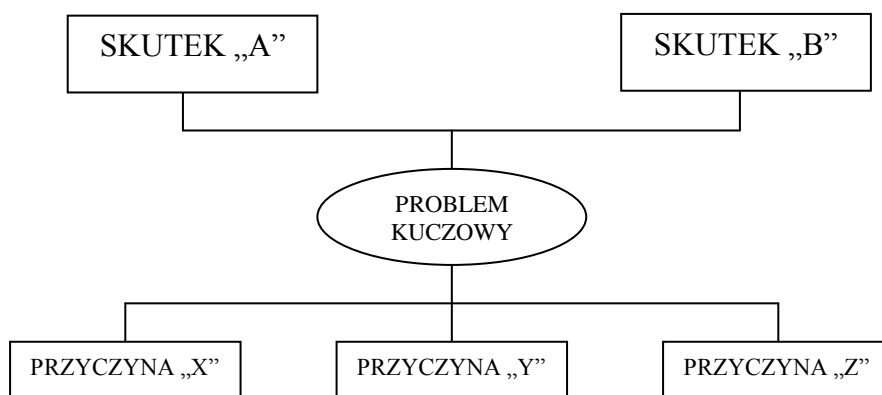 SKUTEK „A”
SKUTEK „B”
PROBLEM
KUCZOWY
PRZYCZYNA „X”
PRZYCZYNA „Y”
PRZYCZYNA „Z”